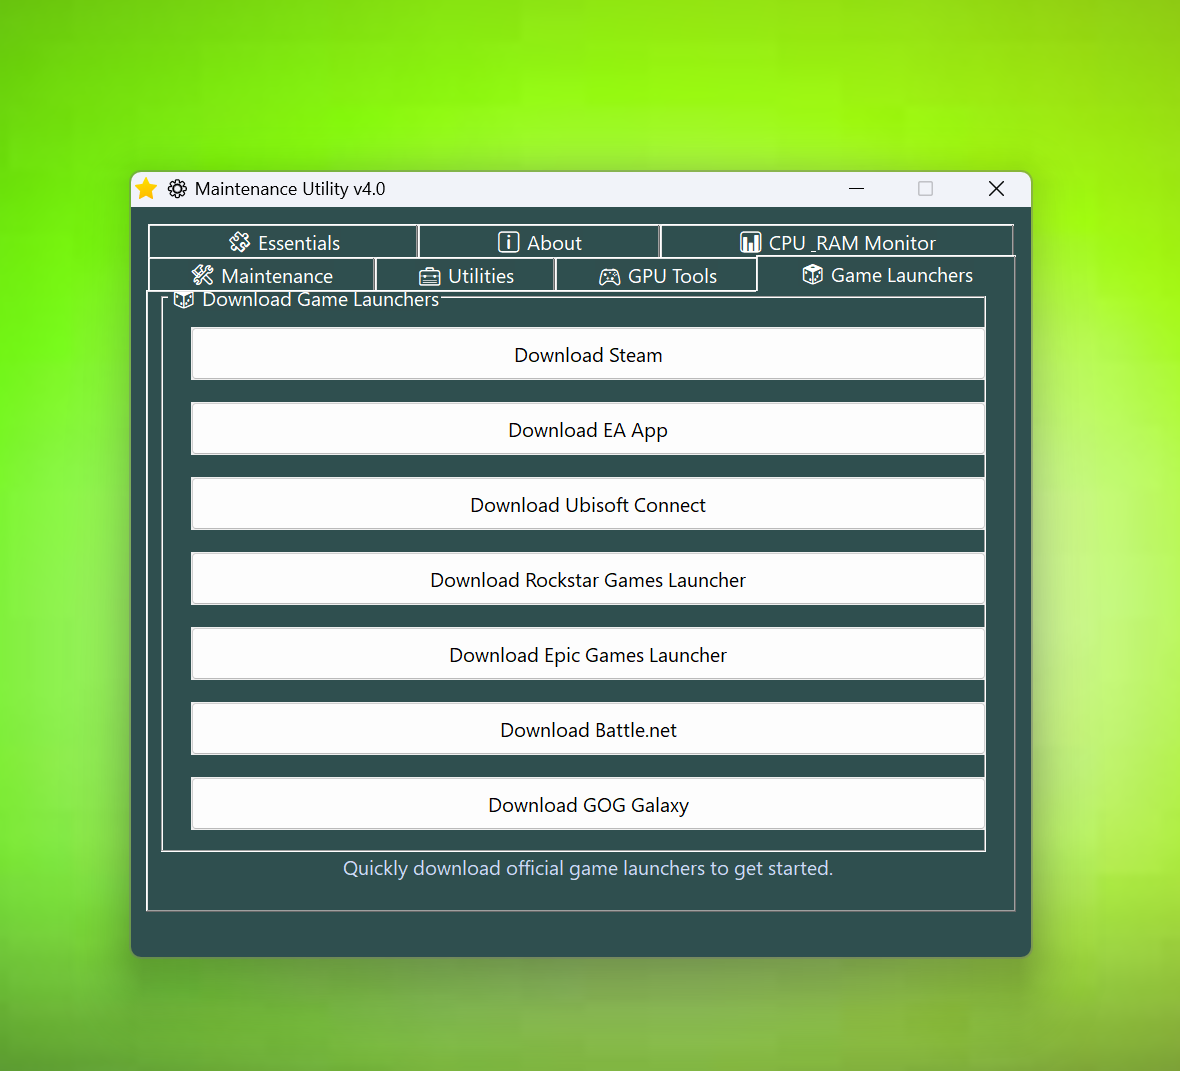 Maintenance Utility v4.0
Essentials
About
CPU _RAM Monitor
Maintenance
Utilities
GPU Tools
Game Launchers
Download Game Launchers
Download Steam
Download EA App
Download Ubisoft Connect
Download Rockstar Games Launcher
Download Epic Games Launcher
Download Battle.net
Download GOG Galaxy
Quickly download official game launchers to get started.